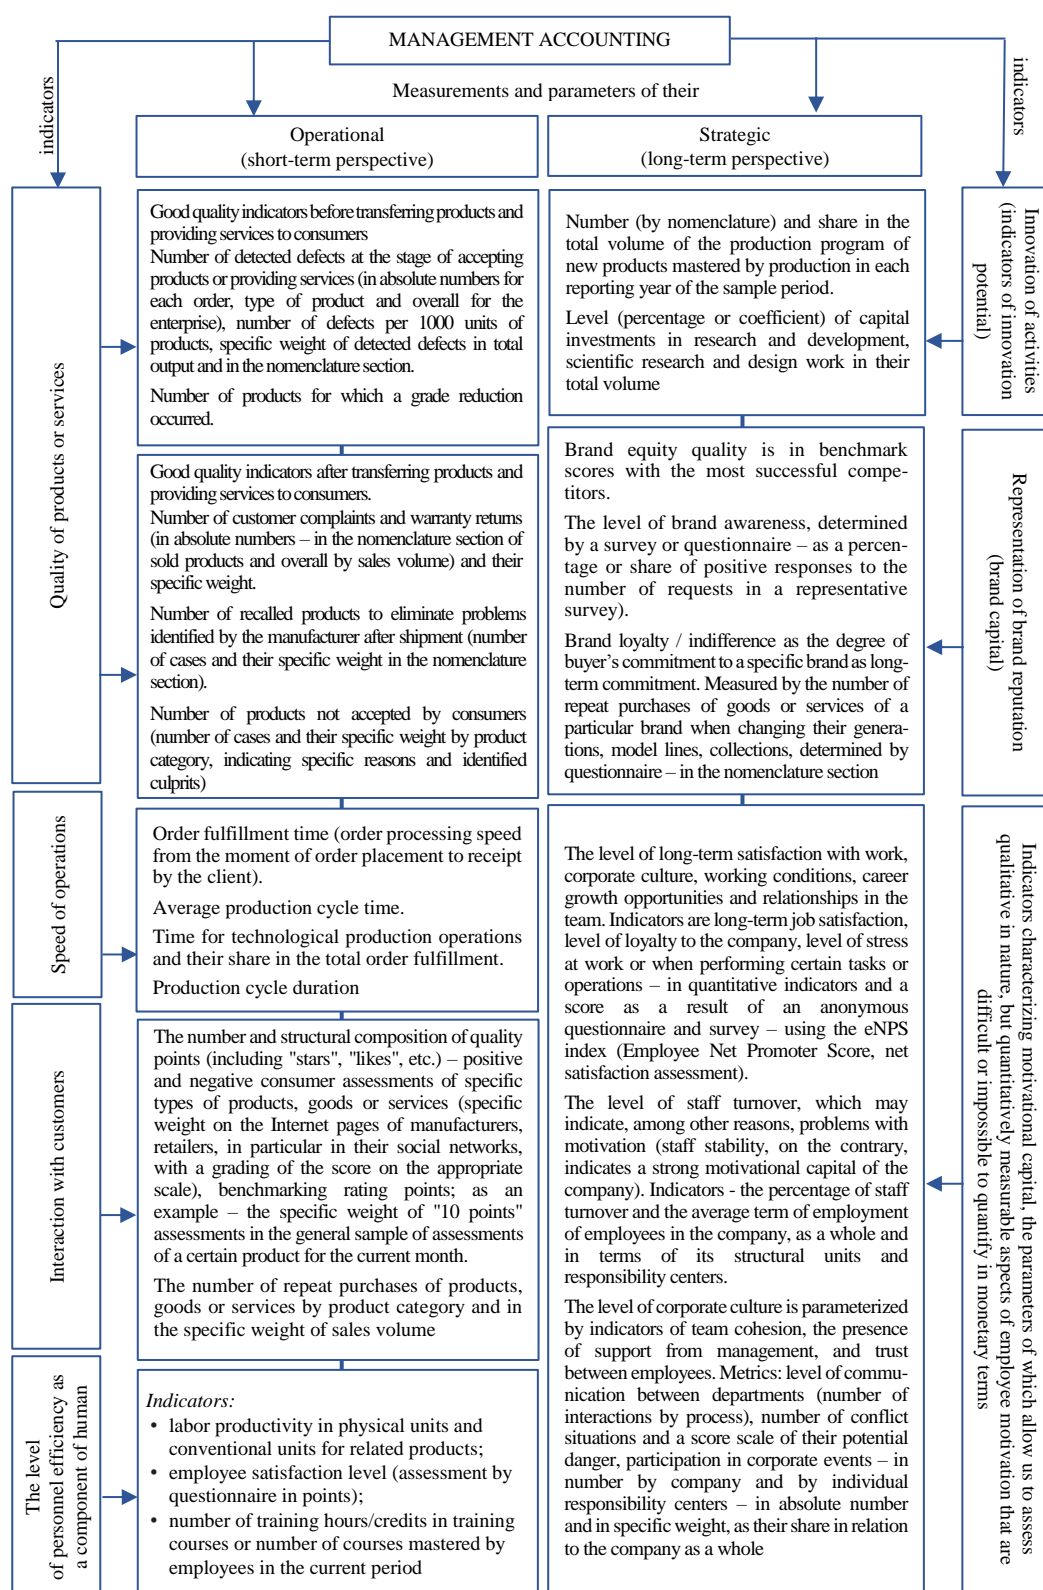 MANAGEMENT ACCOUNTING
indicators
indicators
Measurements and parameters of their
Operational
(short-term perspective)
Strategic
(long-term perspective)
Quality of products or services
Good quality indicators before transferring products and
providing services to consumers
Number of detected defects at the stage of accepting
products or providing services (in absolute numbers for
each order, type of product and overall for the
enterprise), number of defects per 1000 units of
products, specific weight of detected defects in total
output and in the nomenclature section.
Number of products for which a grade reduction
occurred.
Good quality indicators after transferring products and
providing services to consumers.
Number of customer complaints and warranty returns
(in absolute numbers – in the nomenclature section of
sold products and overall by sales volume) and their
specific weight.
Number of recalled products to eliminate problems
identified by the manufacturer after shipment (number
of cases and their specific weight in the nomenclature
section).
Number of products not accepted by consumers
(number of cases and their specific weight by product
category, indicating specific reasons and identified
culprits)
Speed of operations
Order fulfillment time (order processing speed
from the moment of order placement to receipt
by the client).
Average production cycle time.
Time for technological production operations
and their share in the total order fulfillment.
Production cycle duration
Interaction with customers
The number and structural composition of quality
points (including "stars", "likes", etc.) – positive
and negative consumer assessments of specific
types of products, goods or services (specific
weight on the Internet pages of manufacturers,
retailers, in particular in their social networks,
with a grading of the score on the appropriate
scale), benchmarking rating points; as an
example – the specific weight of "10 points"
assessments in the general sample of assessments
of a certain product for the current month.
The number of repeat purchases of products,
goods or services by product category and in
the specific weight of sales volume
The level
of personnel efficiency as
a component of human
Indicators:
• labor productivity in physical units and
conventional units for related products;
• employee satisfaction level (assessment by
questionnaire in points);
• number of training hours/credits in training
courses or number of courses mastered by
employees in the current period
Number (by nomenclature) and share in the
total volume of the production program of
new products mastered by production in each
reporting year of the sample period.
Level (percentage or coefficient) of capital
investments in research and development,
scientific research and design work in their
total volume
Innovation of activities
(indicators of innovation
potential)
Brand equity quality is in benchmark
scores with the most successful compe-
titors.
The level of brand awareness, determined
by a survey or questionnaire – as a percen-
tage or share of positive responses to the
number of requests in a representative
survey).
Brand loyalty / indifference as the degree of
buyer's commitment to a specific brand as long-
term commitment. Measured by the number of
repeat purchases of goods or services of a
particular brand when changing their genera-
tions, model lines, collections, determined by
questionnaire – in the nomenclature section
Representation of brand reputation
(brand capital)
The level of long-term satisfaction with work,
corporate culture, working conditions, career
growth opportunities and relationships in the
team. Indicators are long-term job satisfaction,
level of loyalty to the company, level of stress
at work or when performing certain tasks or
operations – in quantitative indicators and a
score as a result of an anonymous
questionnaire and survey – using the eNPS
index (Employee Net Promoter Score, net
satisfaction assessment).
The level of staff turnover, which may
indicate, among other reasons, problems with
motivation (staff stability, on the contrary,
indicates a strong motivational capital of the
company). Indicators - the percentage of staff
turnover and the average term of employment
of employees in the company, as a whole and
in terms of its structural units and
responsibility centers.
The level of corporate culture is parameterized
by indicators of team cohesion, the presence
of support from management, and trust
between employees. Metrics: level of commu-
nication between departments (number of
interactions by process), number of conflict
situations and a score scale of their potential
danger, participation in corporate events – in
number by company and by individual
responsibility centers – in absolute number
and in specific weight, as their share in relation
to the company as a whole
Indicators characterizing motivational capital, the parameters of which allow us to assess
qualitative in nature, but quantitatively measurable aspects of employee motivation that are
difficult or impossible to quantify in monetary terms